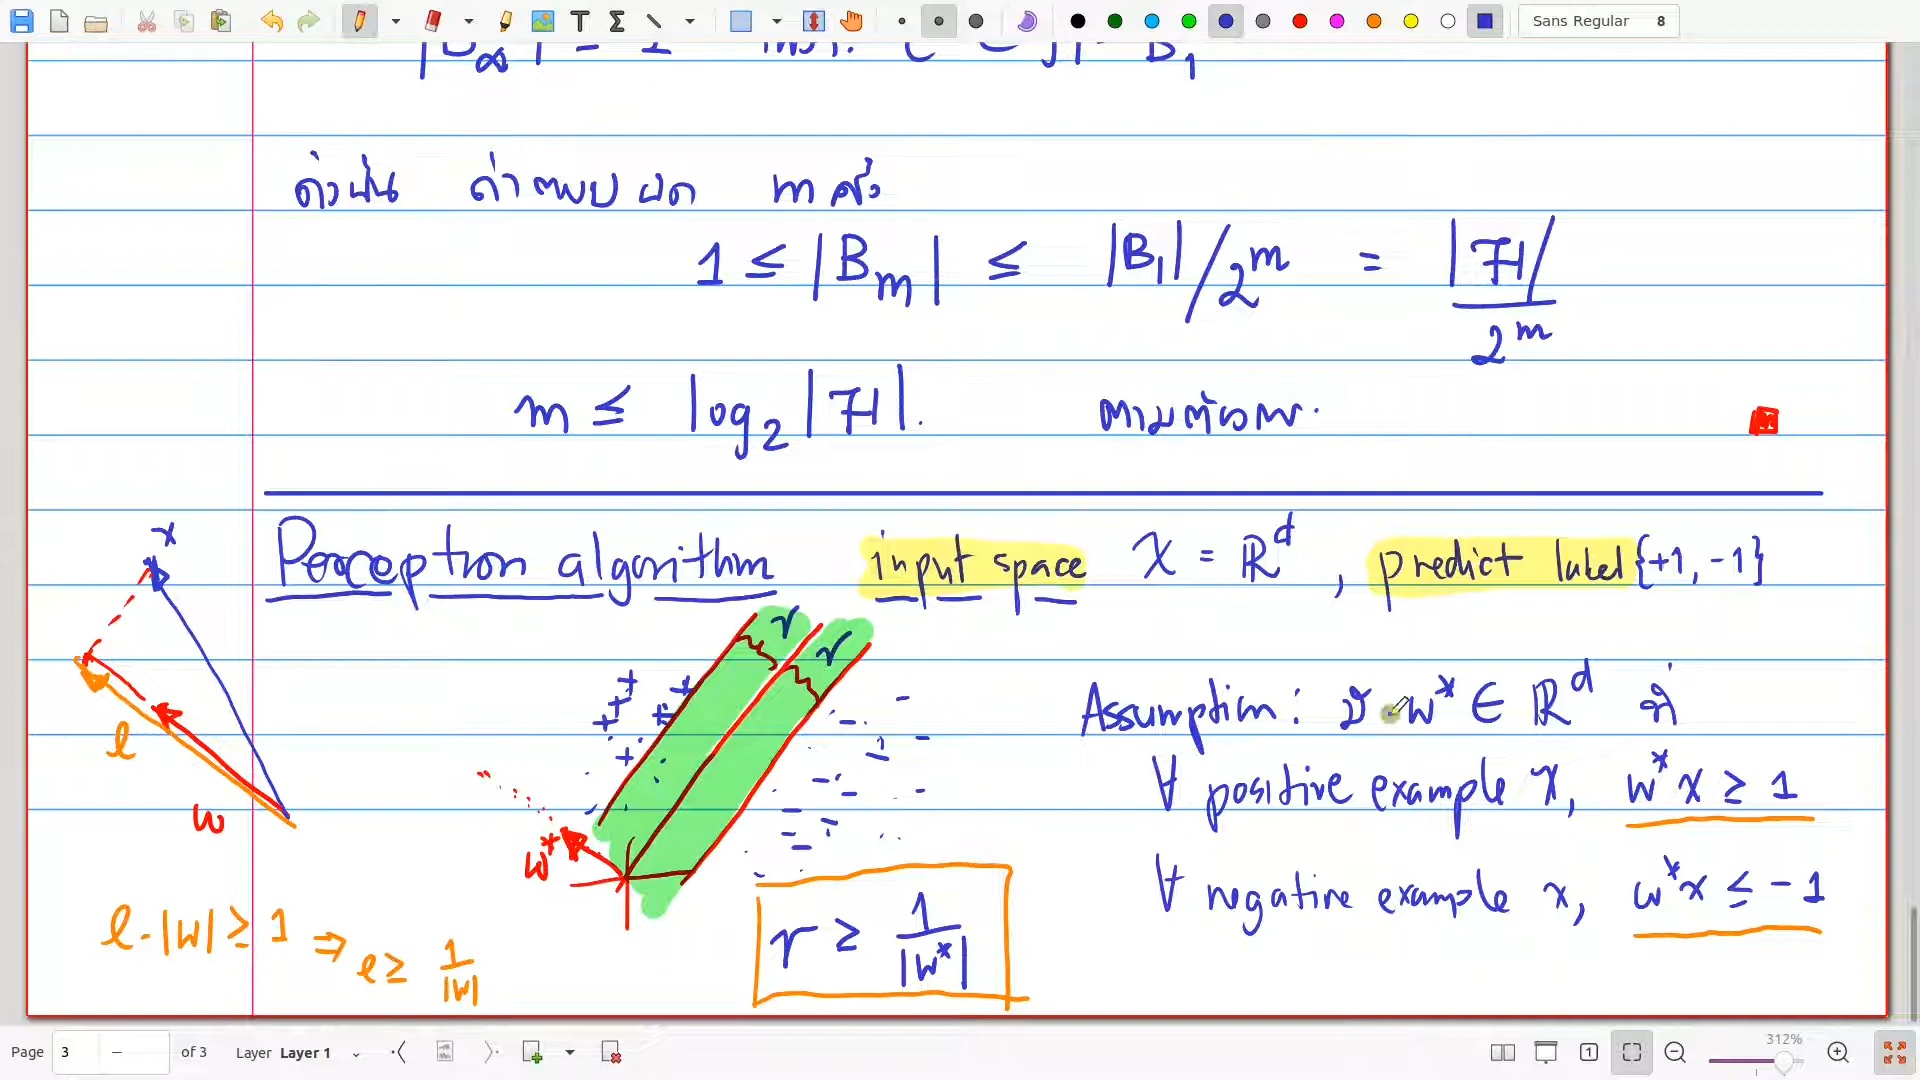 Sans Regular 8
ดังนั้น ถ้าตอบผิด m ครั้ง
1 ≤ |B_m| ≤ |B_1| / 2^m = |H| / 2^m
m ≤ log_2 |H|. ตามต้องการ.
Perceptron algorithm input space X = ℝ^d, predict label {+1, -1}
x
r r
l
w
w*
Assumption: มี w* ∈ ℝ^d ที่
∀ positive example x, w*x ≥ 1
∀ negative example x, w*x ≤ -1
l·|w| ≥ 1 ⇒ l ≥ 1/|w|
r ≥ 1/|w*|
Page 3 of 3 Layer Layer 1 312%